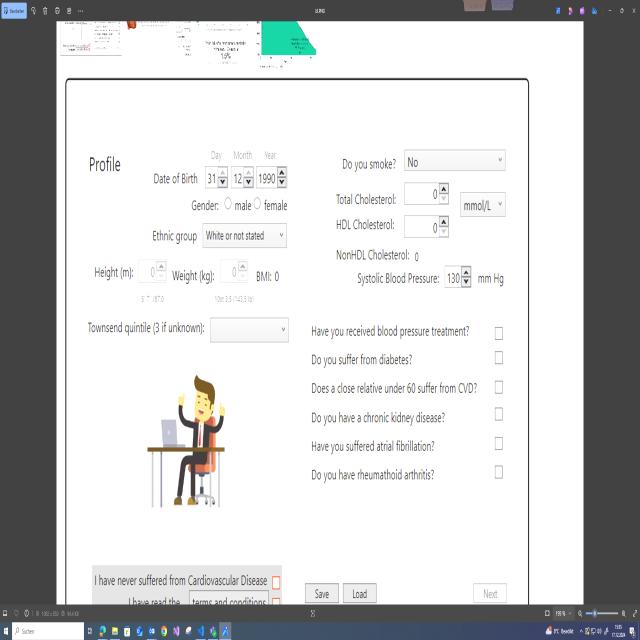 Bearbeiten
LUNG
1.6%
Profile
Day: Month: Year:
Date of Birth 31 12 1990
Gender: male female
Ethnic group White or not stated
Height (m): 0 Weight (kg): 0 BMI: 0
Townsend quintile (3 if unknown):
Do you smoke? No
Total Cholesterol: 0
mmol/L
HDL Cholesterol: 0
NonHDL Cholesterol: 0
Systolic Blood Pressure: 130 mm Hg
Have you received blood pressure treatment?
Do you suffer from diabetes?
Does a close relative under 60 suffer from CVD?
Do you have a chronic kidney disease?
Have you suffered atrial fibrillation?
Do you have rheumathoid arthritis?
I have never suffered from Cardiovascular Disease
I have read the terms and conditions
Save Load Next
Suchen